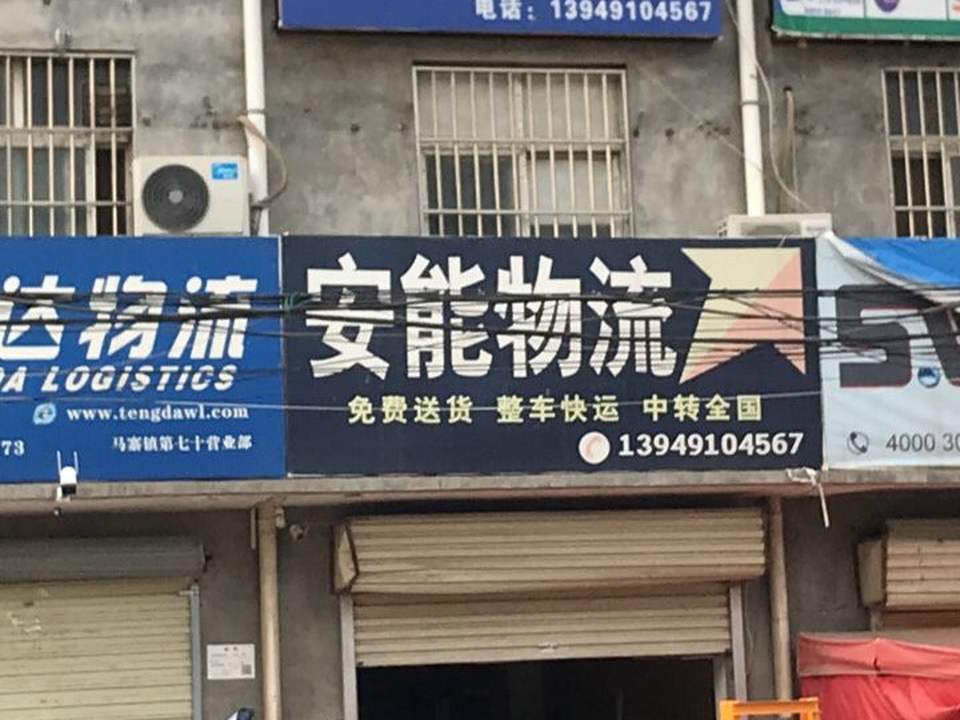 电话：13949104567
达物流
DA LOGISTICS
www.tengdawl.com
73
马寨镇第七十营业部
安能物流
免费送货 整车快运 中转全国
13949104567
4000 30